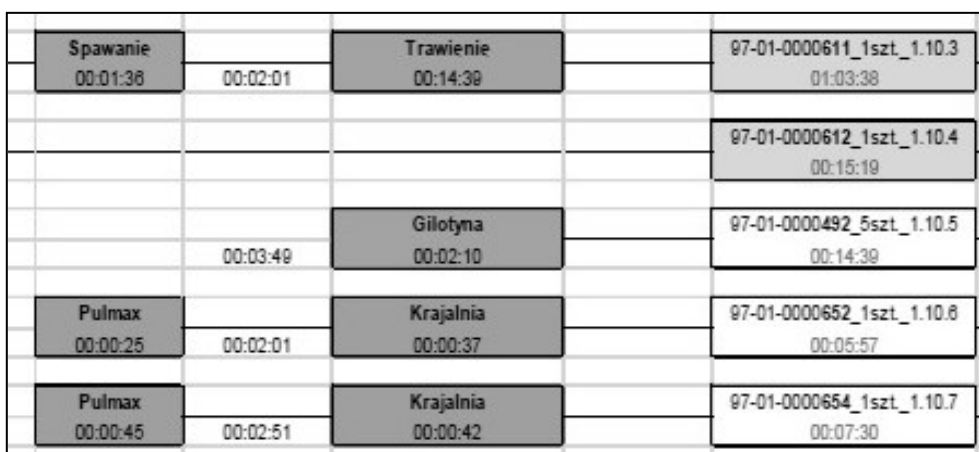 Spawanie Trawienie 97-01-0000611_1szt._1.10.3
00:01:36 00:02:01 00:14:39 01:03:38
97-01-0000612_1szt._1.10.4
00:15:19
Gilotyna 97-01-0000492_5szt._1.10.5
00:03:49 00:02:10 00:14:39
Pulmax Krajalnia 97-01-0000652_1szt._1.10.6
00:00:25 00:02:01 00:00:37 00:05:57
Pulmax Krajalnia 97-01-0000654_1szt._1.10.7
00:00:45 00:02:51 00:00:42 00:07:30